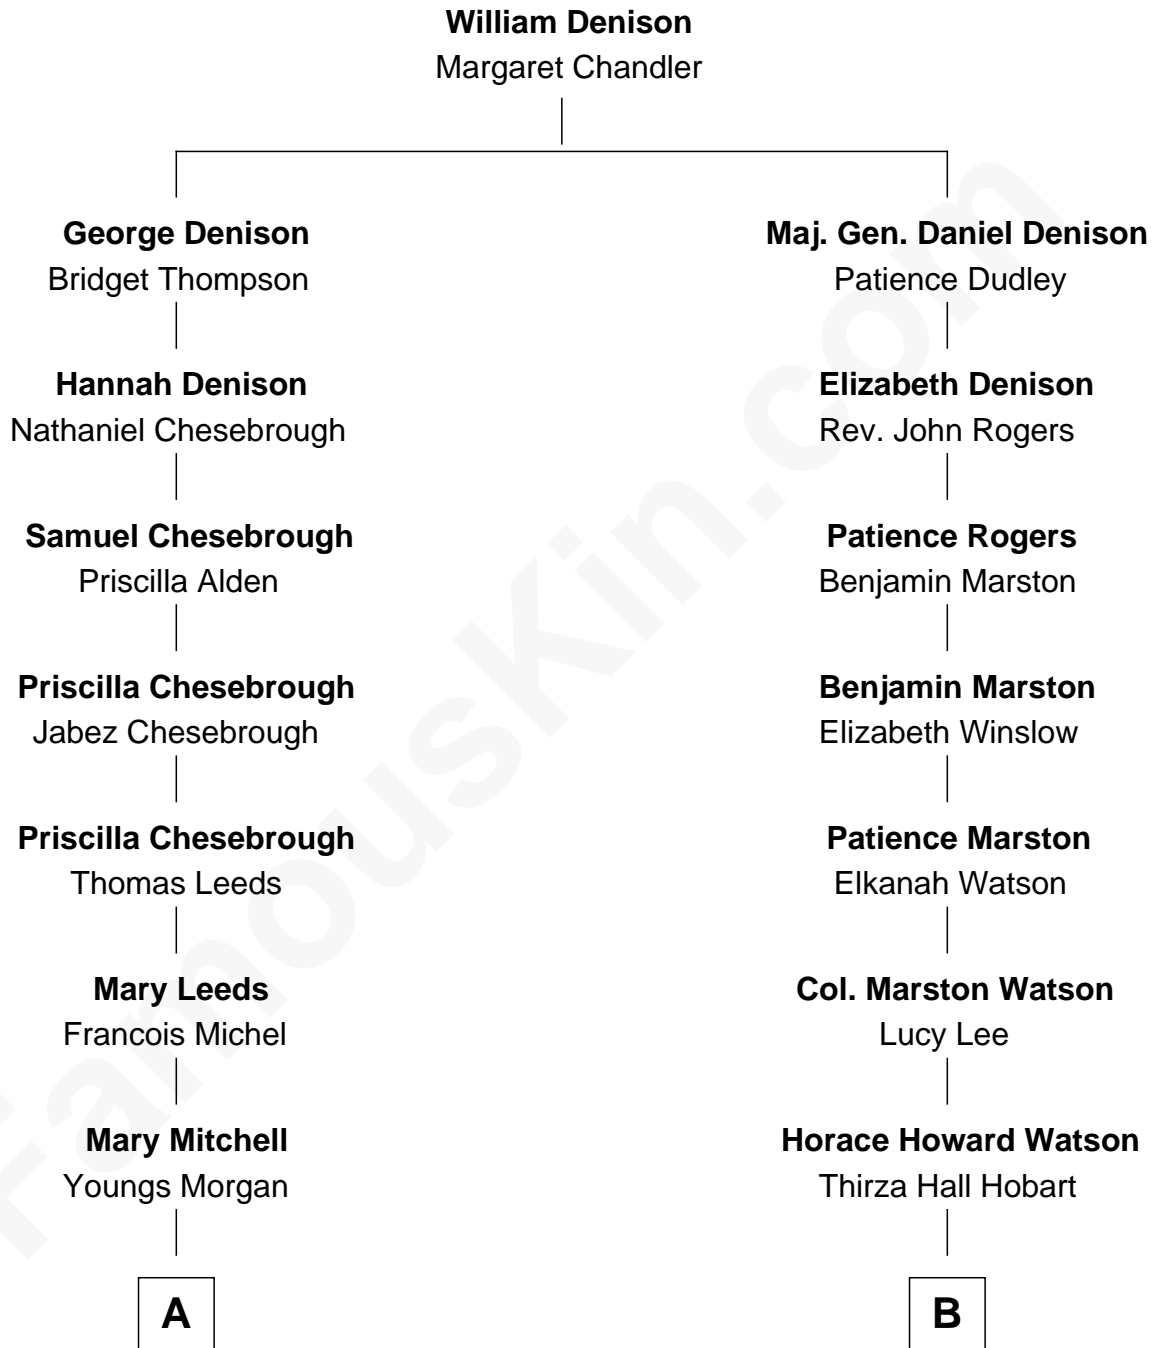 William Denison
Margaret Chandler
George Denison
Bridget Thompson
Hannah Denison
Nathaniel Chesebrough
Samuel Chesebrough
Priscilla Alden
Priscilla Chesebrough
Jabez Chesebrough
Priscilla Chesebrough
Thomas Leeds
Mary Leeds
Francois Michel
Mary Mitchell
Youngs Morgan
A
Maj. Gen. Daniel Denison
Patience Dudley
Elizabeth Denison
Rev. John Rogers
Patience Rogers
Benjamin Marston
Benjamin Marston
Elizabeth Winslow
Patience Marston
Elkanah Watson
Col. Marston Watson
Lucy Lee
Horace Howard Watson
Thirza Hall Hobart
B
FamousKin.com